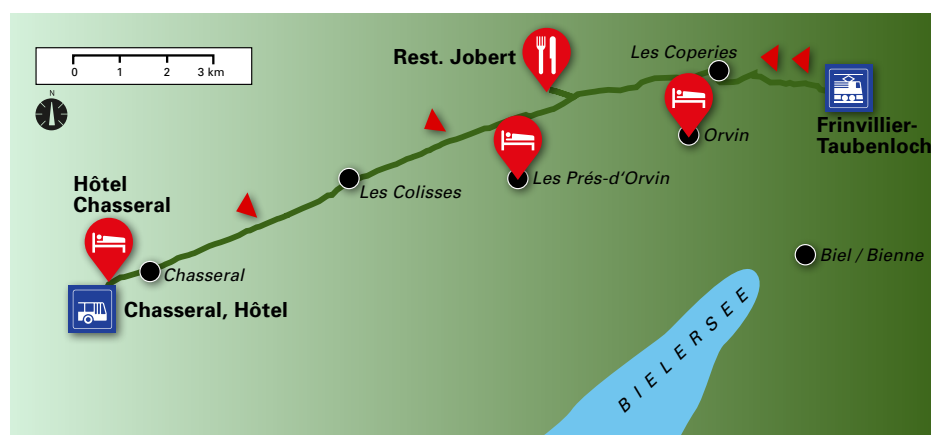 0 1 2 3 km
N
Rest. Jobert
Les Coperies
Frinvillier-
Taubenloch
Orvin
Les Prés-d‘Orvin
Les Colisses
Hôtel
Chasseral
Chasseral
Chasseral, Hôtel
Biel / Bienne
BIELERSEE